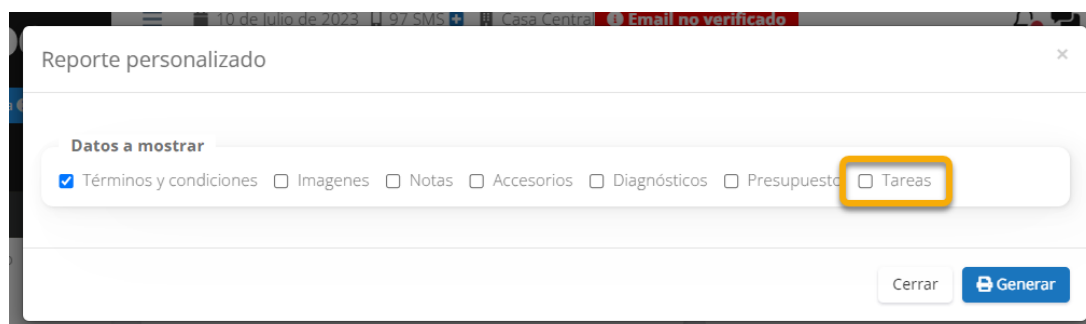 10 de Julio de 2023 97 SMS Casa Central Email no verificado
Reporte personalizado
Datos a mostrar
Términos y condiciones Imagenes Notas Accesorios Diagnósticos Presupuesto Tareas
Cerrar Generar